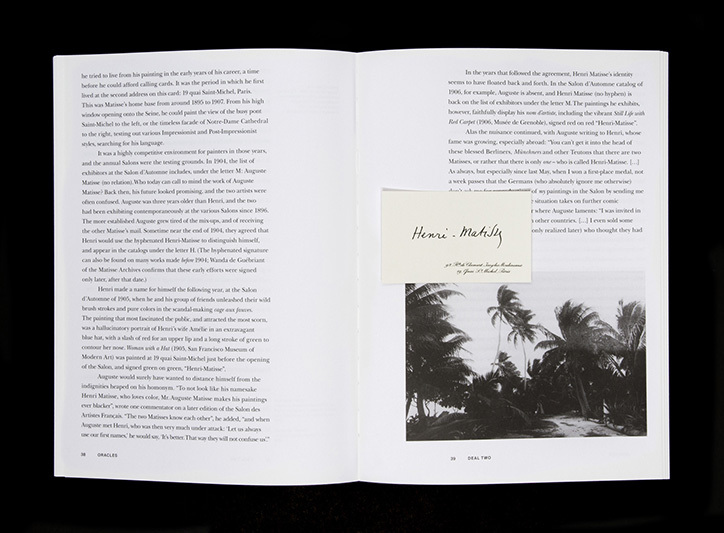 he tried to live from his painting in the early years of his career, a time
before he could afford calling cards. It was the period in which he first
lived at the second address on this card: 19 quai Saint-Michel, Paris.
This was Matisse's home base from around 1895 to 1907. From his high
window opening onto the Seine, he could paint the view of the busy pont
Saint-Michel to the left, or the timeless facade of Notre-Dame Cathedral
to the right, testing out various Impressionist and Post-Impressionist
styles, searching for his language.
It was a highly competitive environment for painters in those years,
and the annual Salons were the testing grounds. In 1904, the list of
exhibitors at the Salon d'Automne includes, under the letter M: Auguste
Matisse (no relation). Who today can call to mind the work of Auguste
Matisse? Back then, his future looked promising, and the two artists were
often confused. Auguste was three years older than Henri, and the two
had been exhibiting contemporaneously at the various Salons since 1896.
The more established Auguste grew tired of the mix-ups, and of receiving
the other Matisse's mail. Sometime near the end of 1904, they agreed that
Henri would use the hyphenated Henri-Matisse to distinguish himself,
and appear in the catalogs under the letter H. (The hyphenated signature
can also be found on many works made before 1904; Wanda de Guébriant
of the Matisse Archives confirms that these early efforts were signed
only later, after that date.)
Henri made a name for himself the following year, at the Salon
d'Automne of 1905, when he and his group of friends unleashed their wild
brush strokes and pure colors in the scandal-making cage aux fauves.
The painting that most fascinated the public, and attracted the most scorn,
was a hallucinatory portrait of Henri's wife Amélie in an extravagant
blue hat, with a slash of red for an upper lip and a long stroke of green to
contour her nose. Woman with a Hat (1905, San Francisco Museum of
Modern Art) was painted at 19 quai Saint-Michel just before the opening
of the Salon, and signed green on green, "Henri-Matisse".
Auguste would surely have wanted to distance himself from the
indignities heaped on his homonym. "To not look like his namesake
Henri Matisse, who loves color, Mr. Auguste Matisse makes his paintings
ever blacker", wrote one commentator on a later edition of the Salon des
Artistes Français. "The two Matisses know each other", he added, "and when
Auguste met Henri, who was then very much under attack: 'Let us always
use our first names,' he would say, 'It's better. That way they will not confuse us'."
38 ORACLES
In the years that followed the agreement, Henri Matisse's identity
seems to have floated back and forth. In the Salon d'Automne catalog of
1906, for example, Auguste is absent, and Henri Matisse (no hyphen) is
back on the list of exhibitors under the letter M. The paintings he exhibits,
however, faithfully display his nom d'artiste, including the vibrant Still Life with
Red Carpet (1906, Musée de Grenoble), signed red on red "Henri-Matisse".
Alas the nuisance continued, with Auguste writing to Henri, whose
fame was growing, especially abroad: "You can't get it into the head of
these blessed Berliners, Münchners and other Teutons that there are two
Matisses, or rather that there is only one—who is called Henri-Matisse. [...]
As always, but especially since last May, when I won a first-place medal, not
a week passes that the Germans (who absolutely ignore me otherwise)
of my paintings in the Salon by sending me
situation takes on further comic
where Auguste laments: "I was invited in
other countries. [...] I even sold some
only realized later) who thought they had
Henri-Matisse
19, Quai St Michel, Paris
39 DEAL TWO